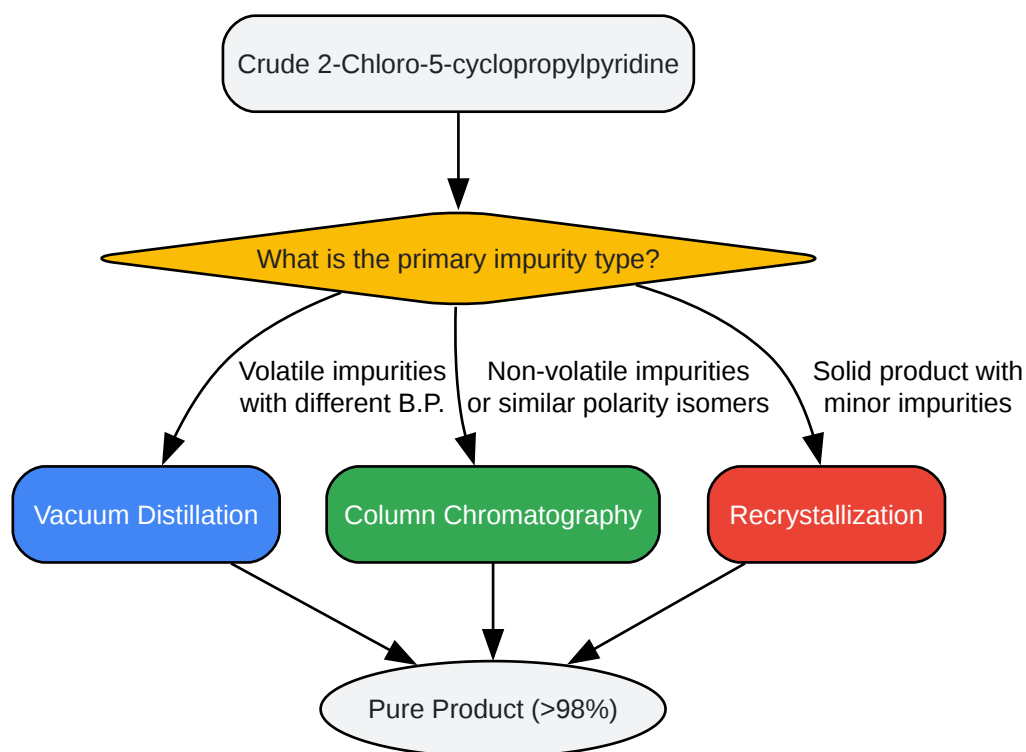 Crude 2-Chloro-5-cyclopropylpyridine
What is the primary impurity type?
Volatile impurities
with different B.P.
Non-volatile impurities
or similar polarity isomers
Solid product with
minor impurities
Vacuum Distillation
Column Chromatography
Recrystallization
Pure Product (>98%)